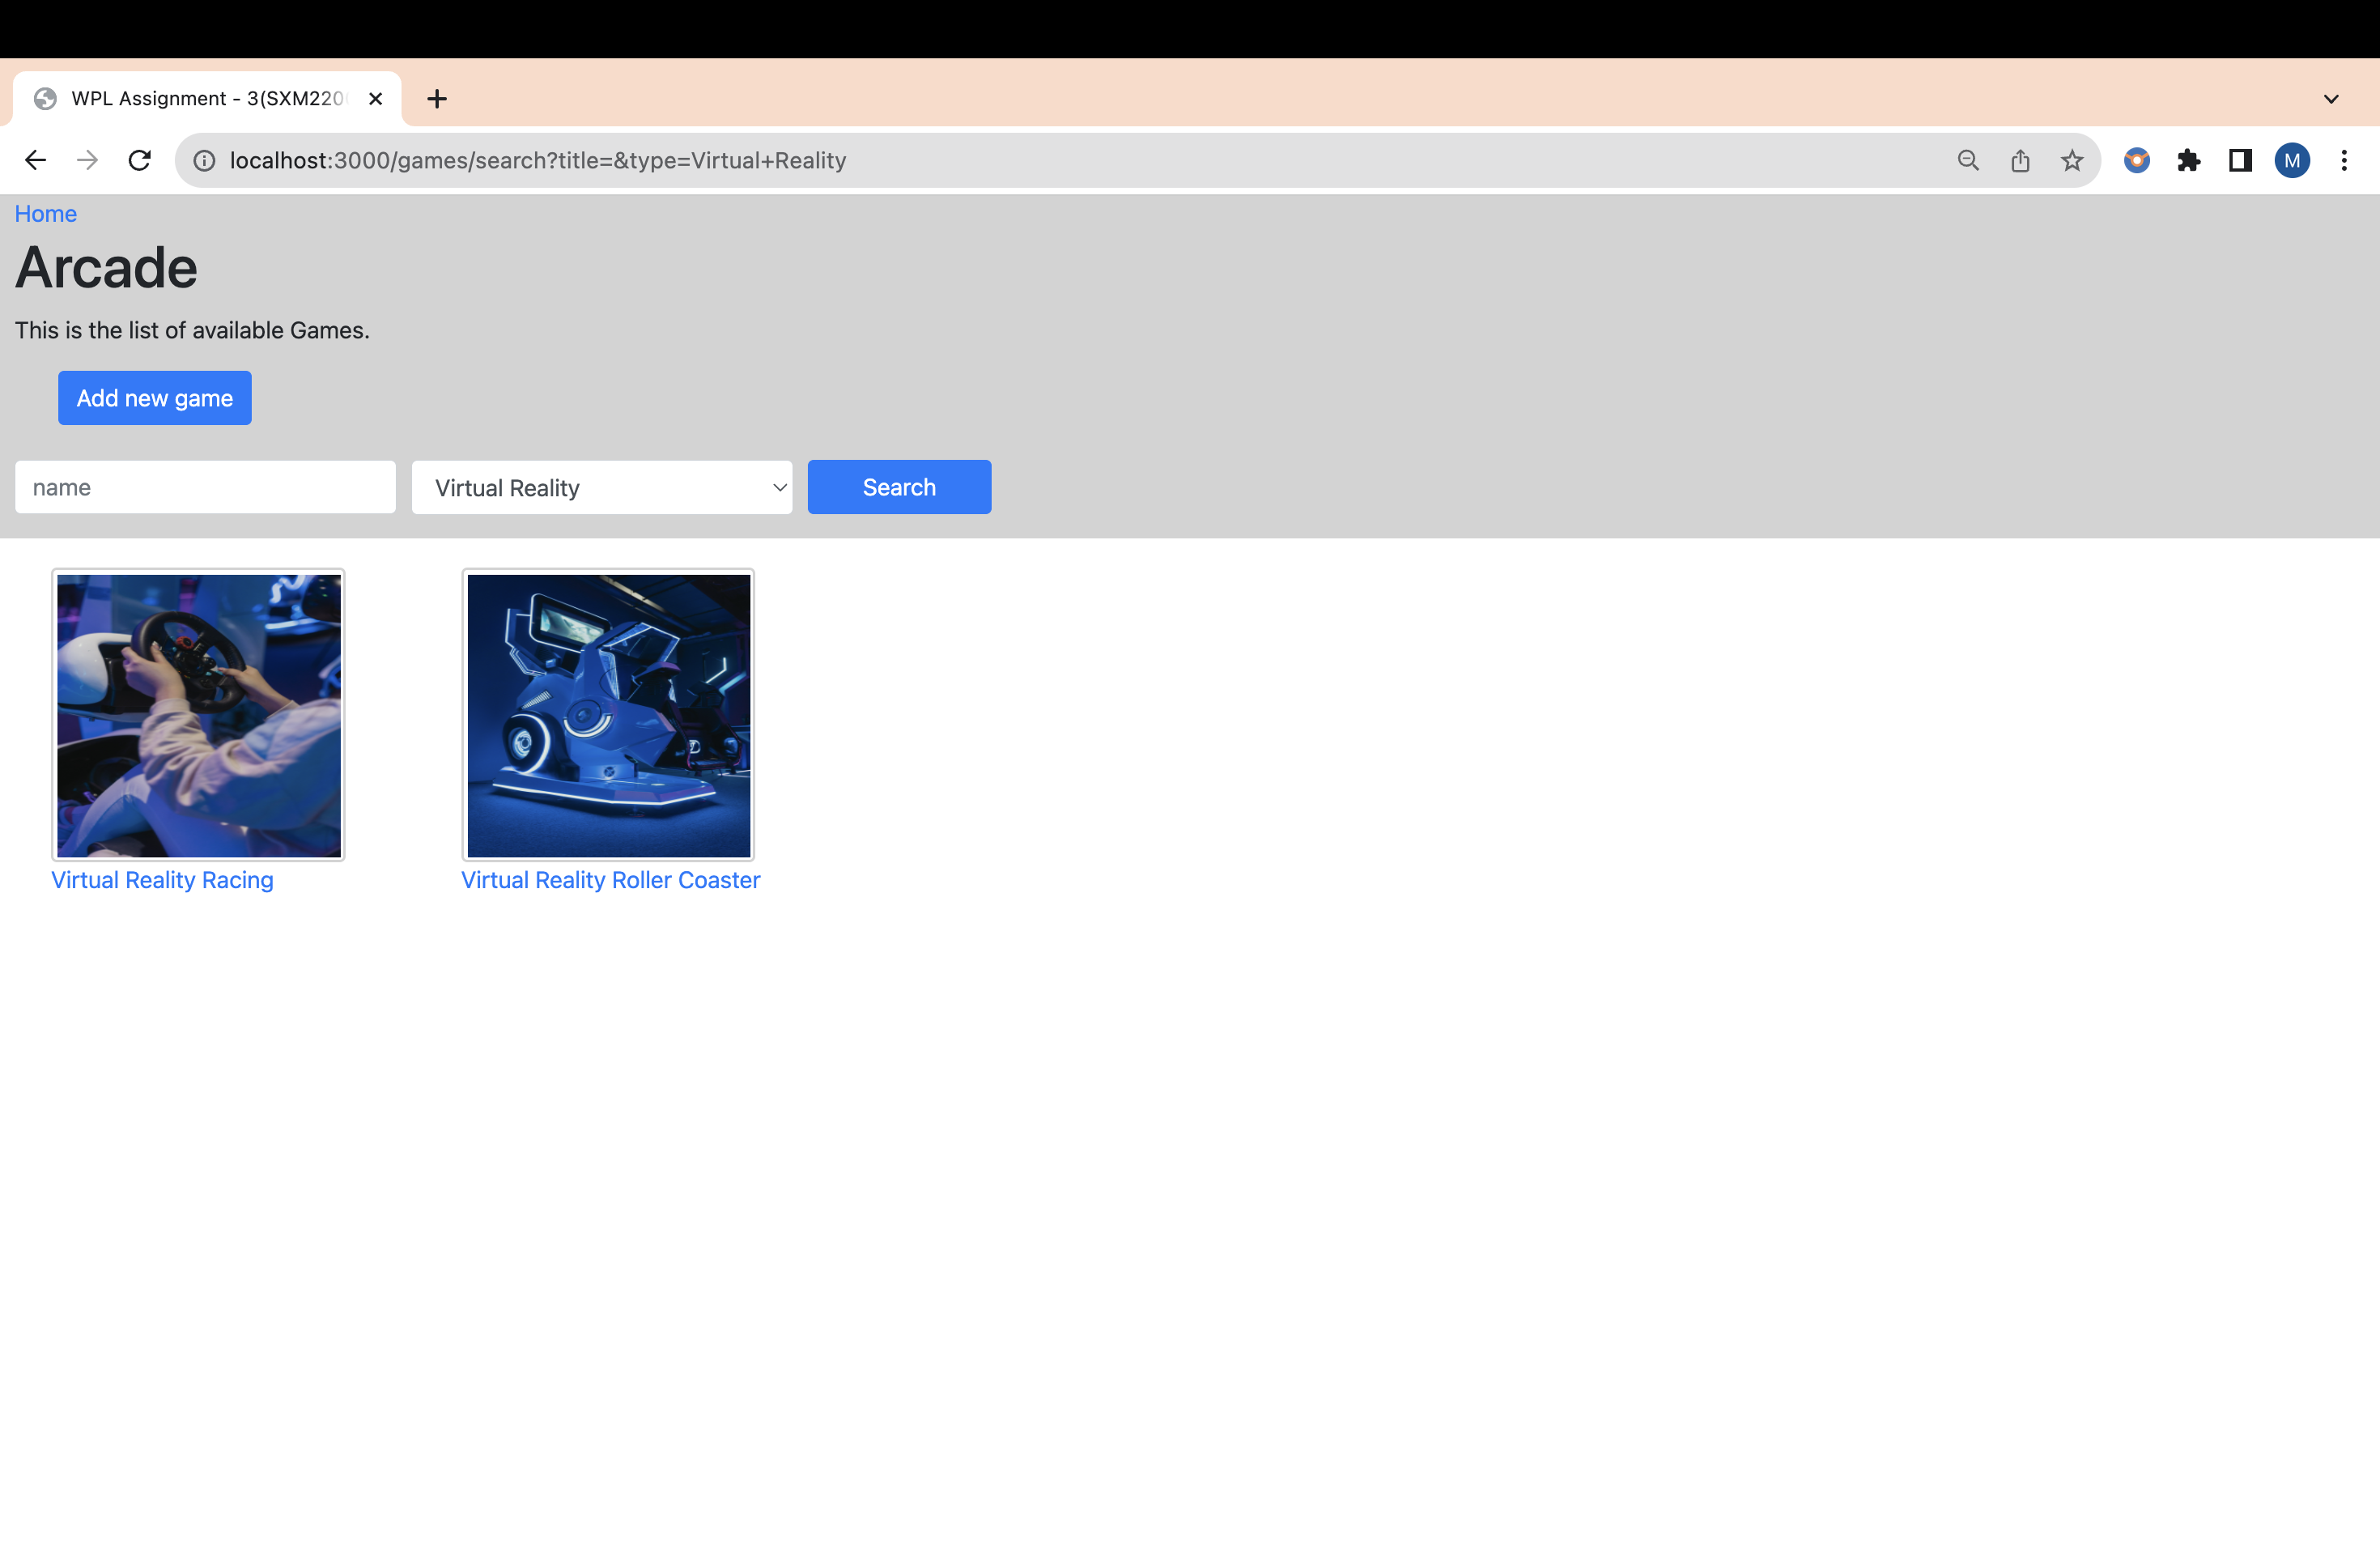 WPL Assignment - 3(SXM220
localhost:3000/games/search?title=&type=Virtual+Reality
M
Home
Arcade
This is the list of available Games.
Add new game
name
Virtual Reality
Search
Virtual Reality Racing
Virtual Reality Roller Coaster